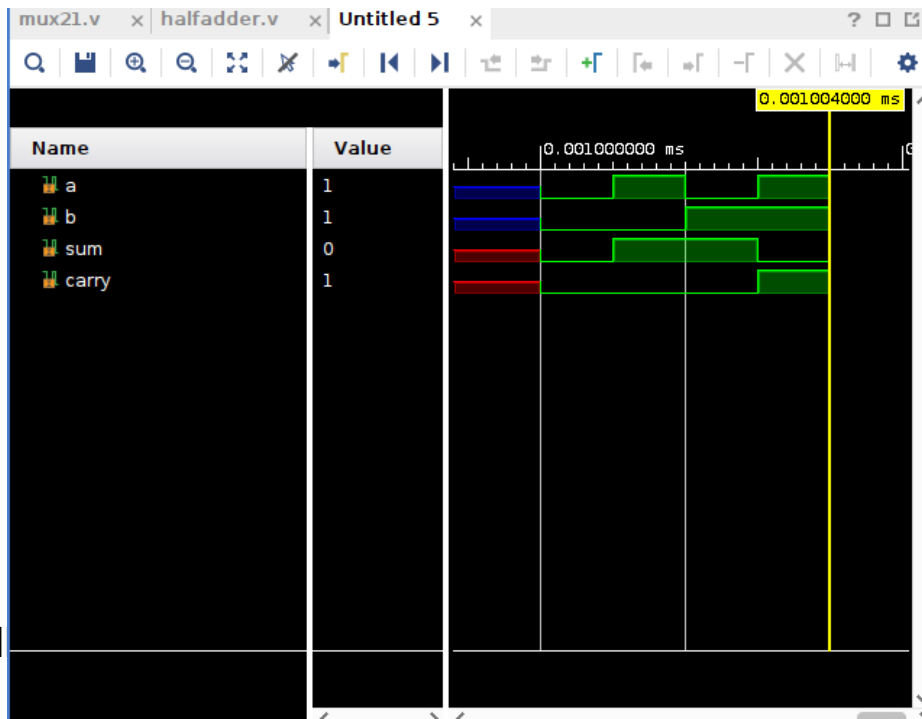 mux21.v × halfadder.v × Untitled 5 × ?
0.001004000 ms
Name Value 0.001000000 ms
a 1
b 1
sum 0
carry 1